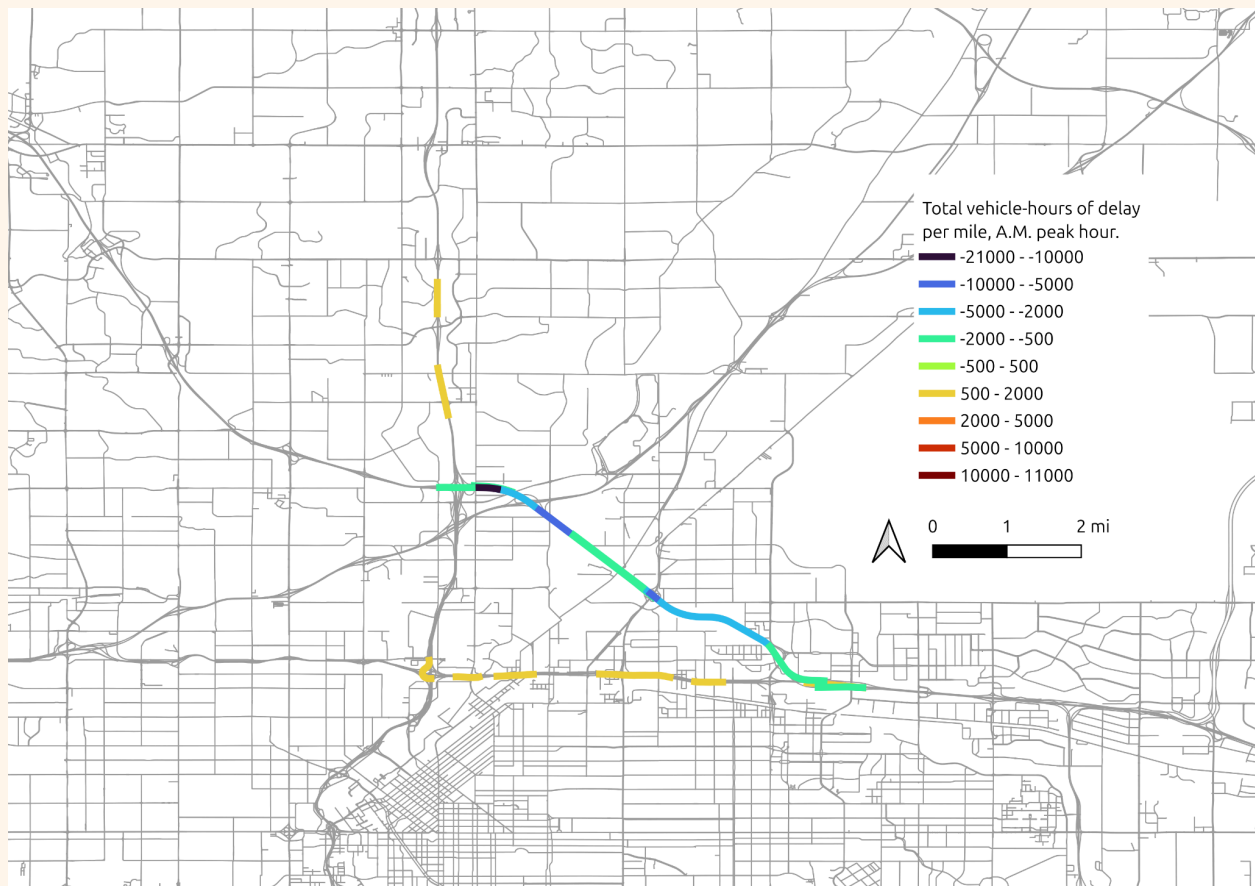 Total vehicle-hours of delay
per mile, A.M. peak hour.
-21000 - -10000
-10000 - -5000
-5000 - -2000
-2000 - -500
-500 - 500
500 - 2000
2000 - 5000
5000 - 10000
10000 - 11000
0 1 2 mi